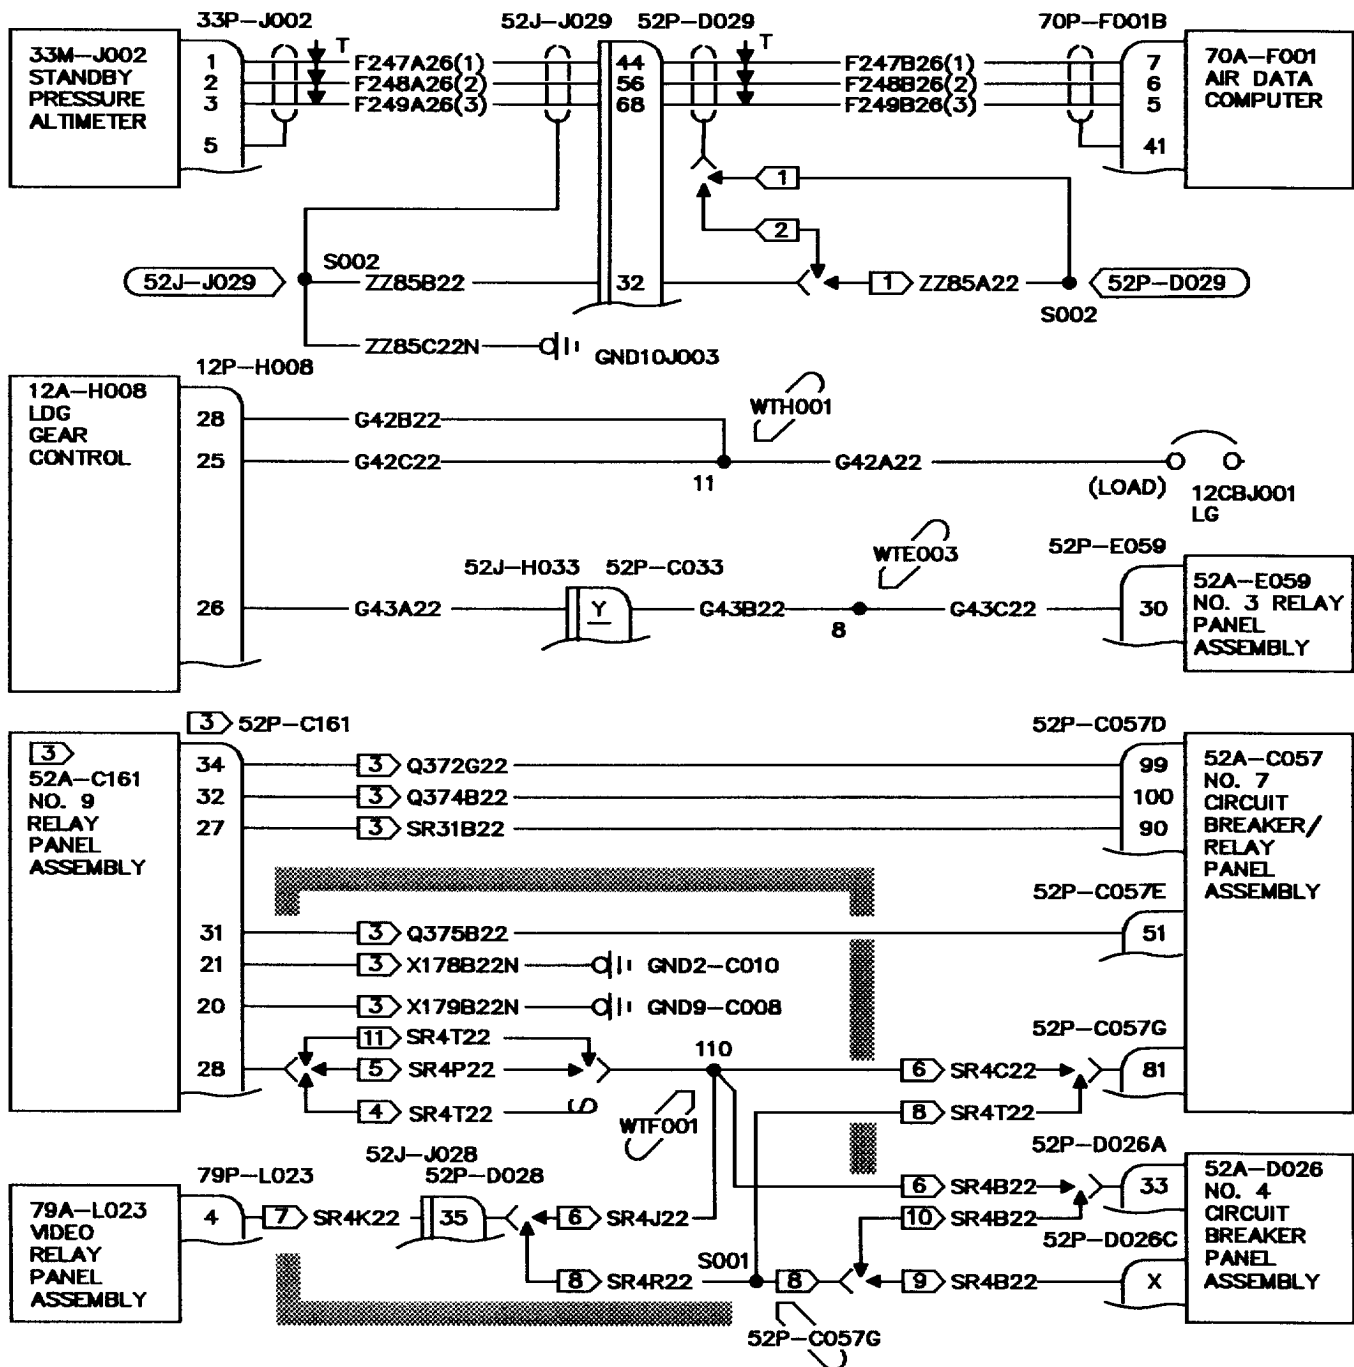 33P-J002
52J-J029 52P-D029
70P-F001B
33M-J002
STANDBY
PRESSURE
ALTIMETER
1
2
3
5
T
F247A26(1)
F248A26(2)
F249A26(3)
44
56
68
T
F247B26(1)
F248B26(2)
F249B26(3)
7
6
5
41
70A-F001
AIR DATA
COMPUTER
1
2
52J-J029
S002
ZZ85B22
32
1 ZZ85A22
52P-D029
S002
ZZ85C22N
GND10J003
12P-H008
12A-H008
LDG
GEAR
CONTROL
28
G42B22
WTH001
25
G42C22
11
G42A22
(LOAD)
12CBJ001
LG
52J-H033 52P-C033
WTE003
52P-E059
26
G43A22
Y
G43B22
8
G43C22
30
52A-E059
NO. 3 RELAY
PANEL
ASSEMBLY
3 52P-C161
52P-C057D
3
52A-C161
NO. 9
RELAY
PANEL
ASSEMBLY
34
3 Q372G22
99
32
3 Q374B22
100
27
3 SR31B22
90
52A-C057
NO. 7
CIRCUIT
BREAKER/
RELAY
PANEL
ASSEMBLY
52P-C057E
31
3 Q375B22
51
21
3 X178B22N
GND2-C010
20
3 X179B22N
GND9-C008
52P-C057G
11 SR4T22
110
28
5 SR4P22
6 SR4C22
81
4 SR4T22
S
WTF001
8 SR4T22
52J-J028
52P-D026A
79P-L023
52P-D028
6 SR4B22
33
52A-D026
NO. 4
CIRCUIT
BREAKER
PANEL
ASSEMBLY
79A-L023
VIDEO
RELAY
PANEL
ASSEMBLY
4
7 SR4K22
35
6 SR4J22
10 SR4B22
52P-D026C
S001
8 SR4R22
8
9 SR4B22
X
52P-C057G